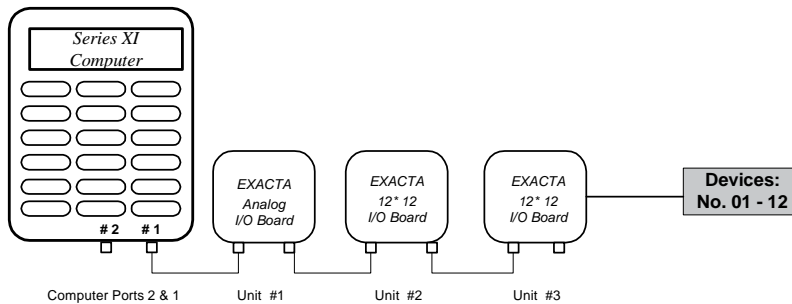 Series XI
Computer
# 2 # 1
EXACTA
Analog
I/O Board
EXACTA
12* 12
I/O Board
EXACTA
12* 12
I/O Board
Devices:
No. 01 - 12
Computer Ports 2 & 1
Unit #1
Unit #2
Unit #3